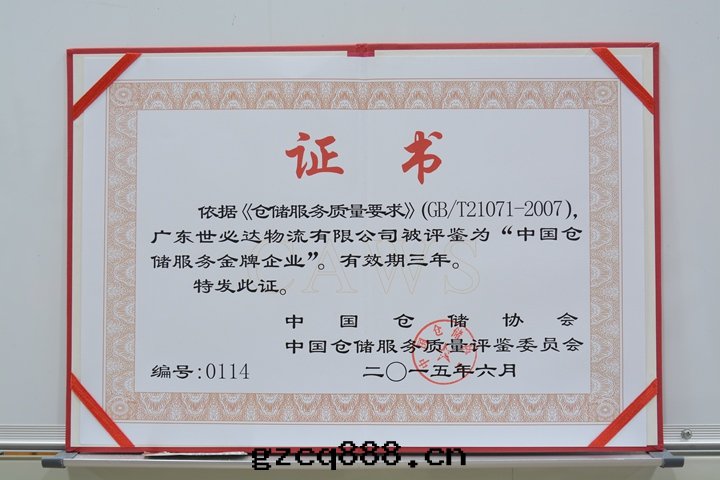 证书
依据《仓储服务质量要求》(GB/T21071-2007),
广东世必达物流有限公司被评鉴为“中国仓
储服务金牌企业”。有效期三年。
特发此证。
CAWS
中国仓储协会
中国仓储服务质量评鉴委员会
编号:0114
二〇一五年六月
gzcq888.cn